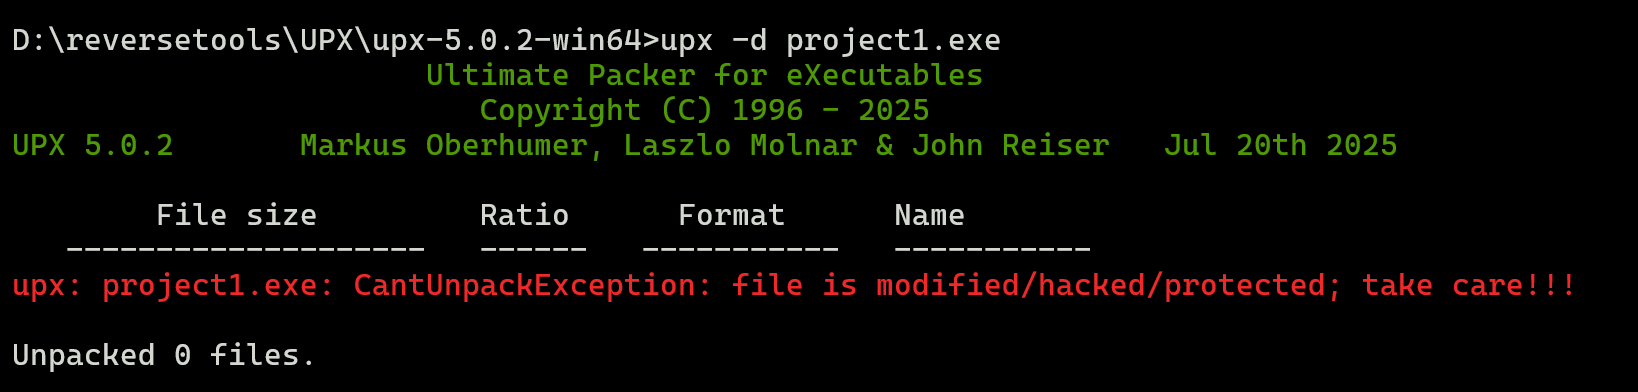 D:\reversetools\UPX\upx-5.0.2-win64>upx -d project1.exe
Ultimate Packer for eXecutables
Copyright (C) 1996 - 2025
UPX 5.0.2       Markus Oberhumer, Laszlo Molnar & John Reiser   Jul 20th 2025
File size         Ratio      Format      Name
--------------------   ------   -----------   -----------
upx: project1.exe: CantUnpackException: file is modified/hacked/protected; take care!!!
Unpacked 0 files.